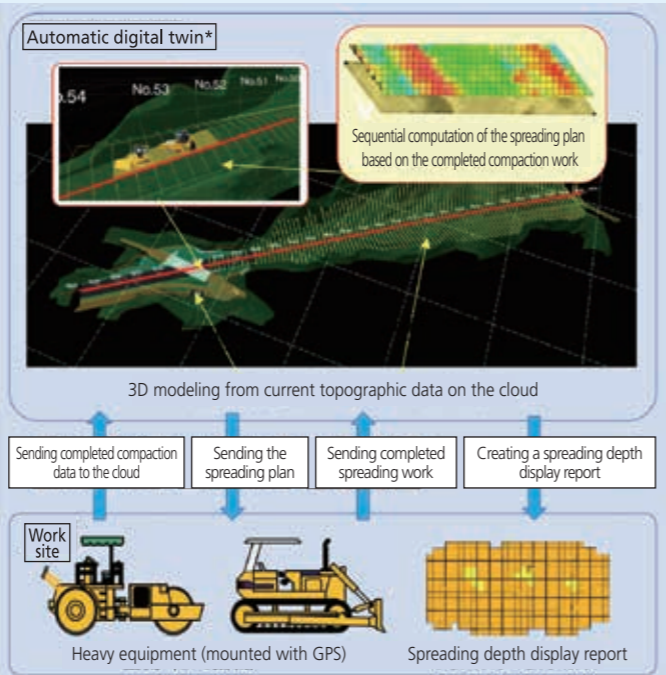 Automatic digital twin*
No.54
No.53
No.52
No.51
Sequential computation of the spreading plan
based on the completed compaction work
3D modeling from current topographic data on the cloud
Sending completed compaction
data to the cloud
Sending the
spreading plan
Sending completed
spreading work
Creating a spreading depth
display report
Work
site
Heavy equipment (mounted with GPS)
Spreading depth display report